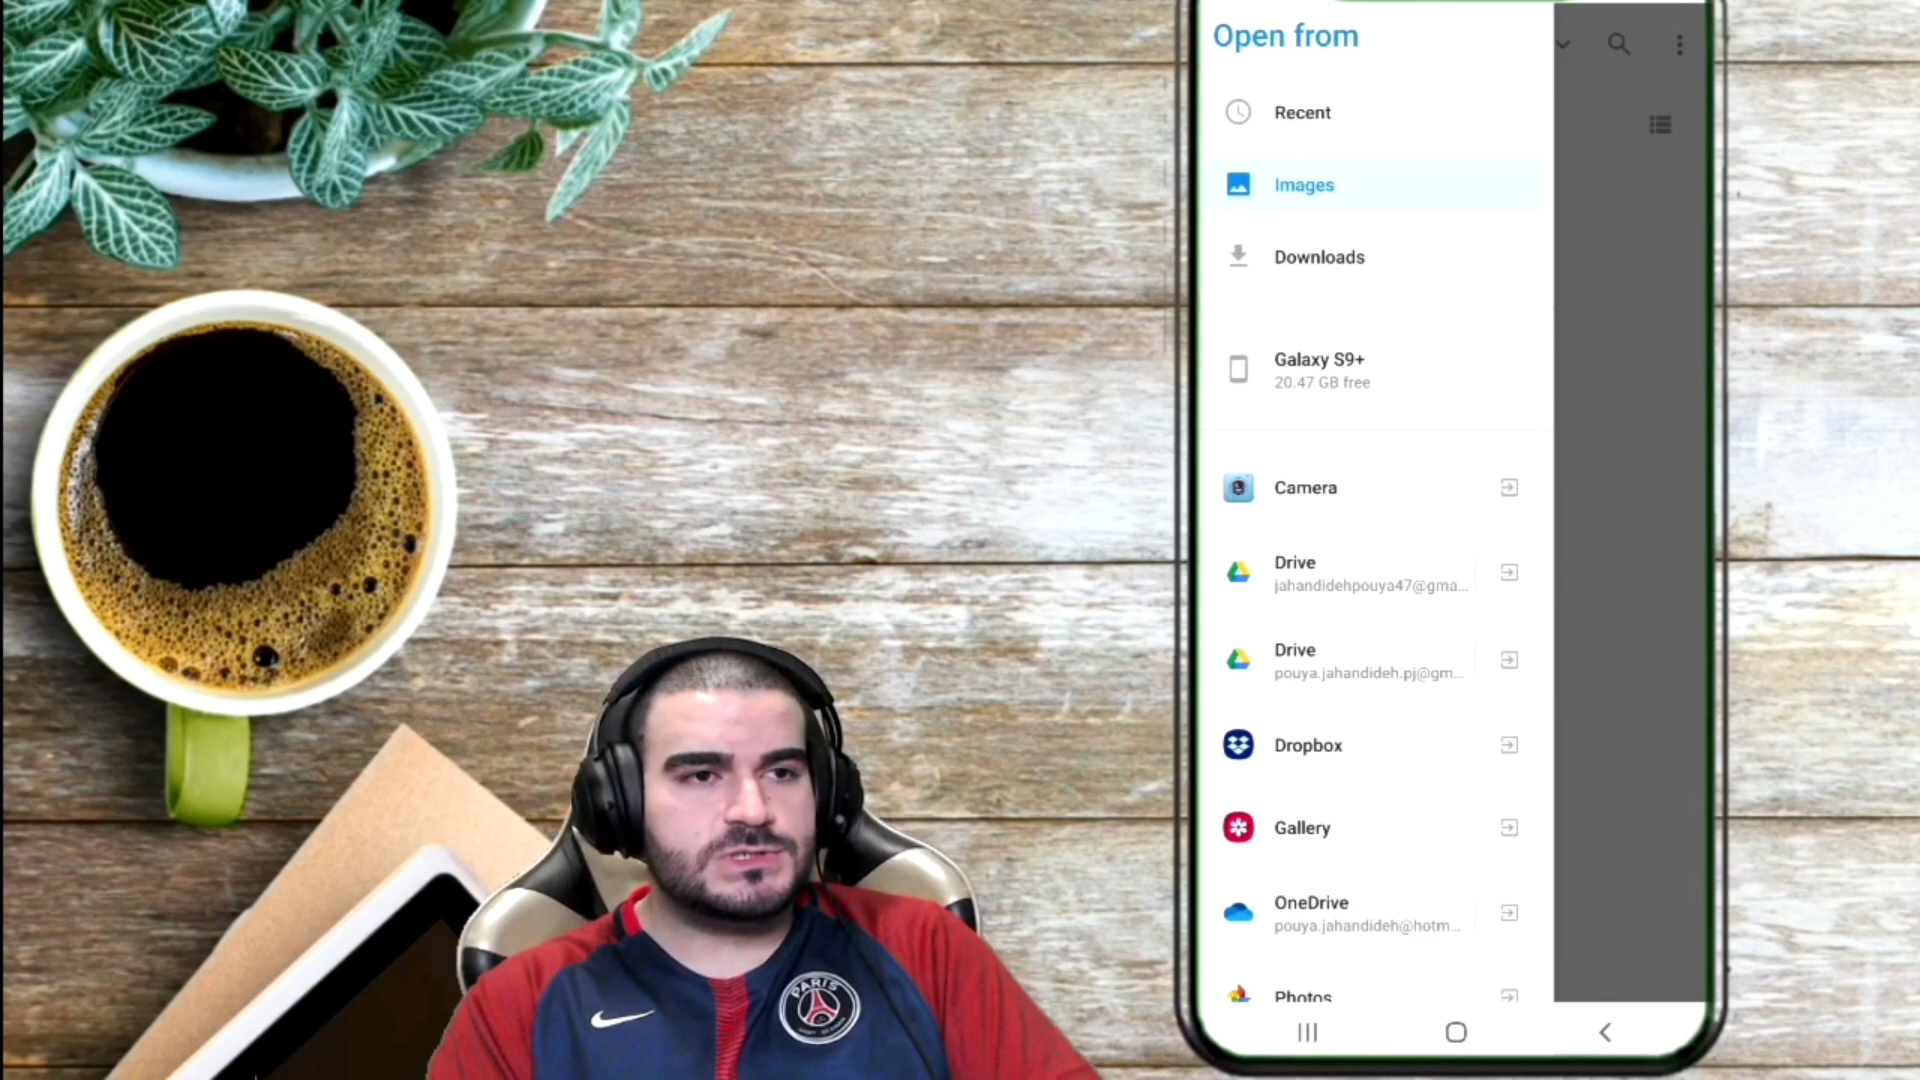 Open from
Recent
Images
Downloads
Galaxy S9+
20.47 GB free
Camera
Drive
jahandidehpouya47@gma...
Drive
pouya.jahandideh.pj@gm...
Dropbox
Gallery
OneDrive
pouya.jahandideh@hotm...
Photos
PARIS